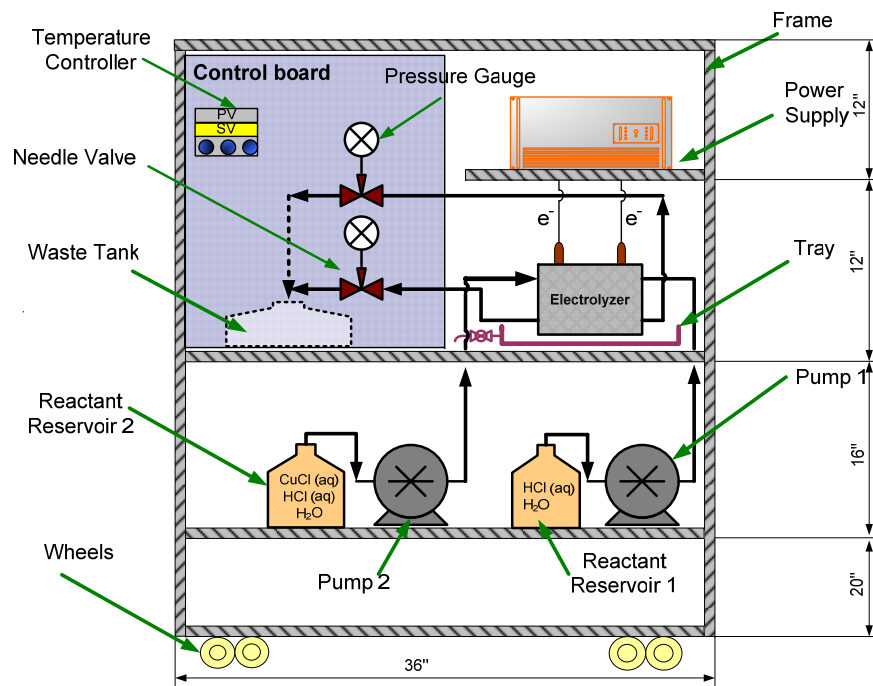 Frame
Temperature
Controller
Control board
Pressure Gauge
PV
SV
Power
Supply
12"
Needle Valve
e-
e-
Waste Tank
Tray
12"
Electrolyzer
Pump 1
Reactant
Reservoir 2
16"
CuCl (aq)
HCl (aq)
H2O
HCl (aq)
H2O
Wheels
Pump 2
Reactant
Reservoir 1
20"
36"